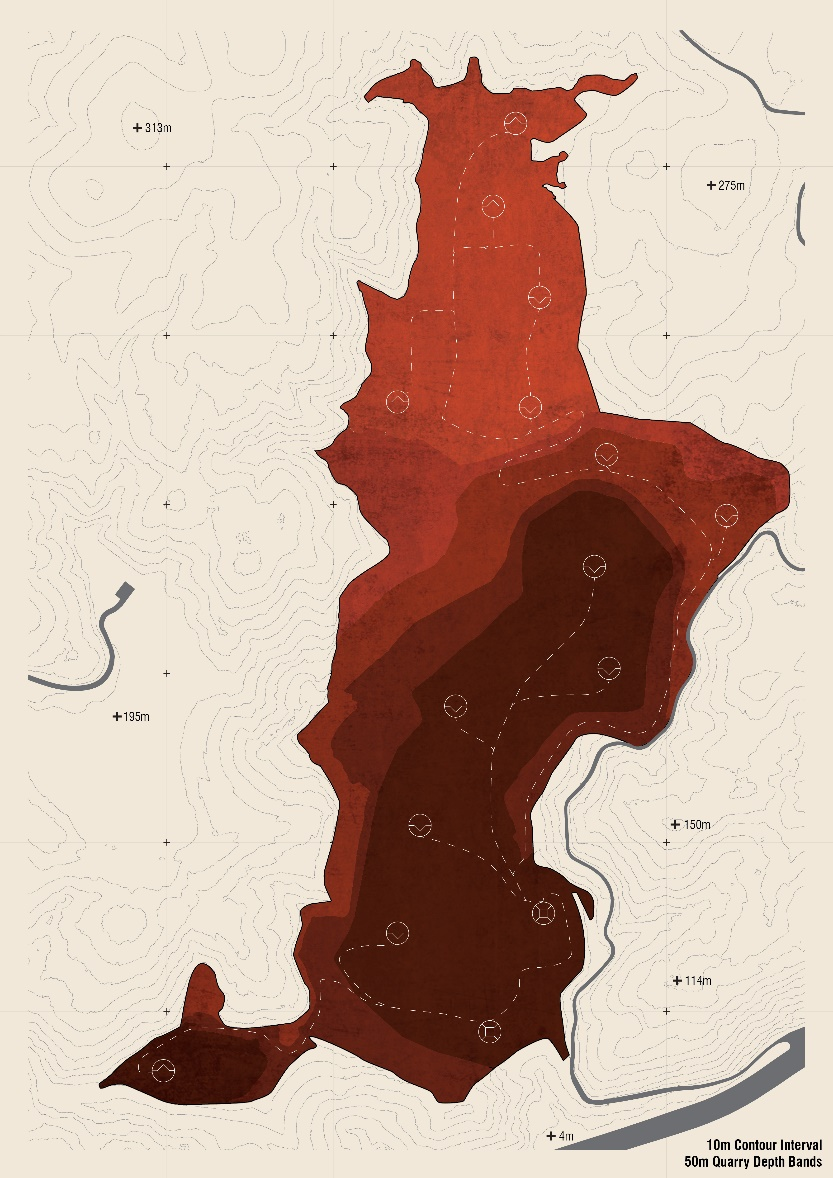 313m
275m
195m
150m
114m
4m
10m Contour Interval
50m Quarry Depth Bands